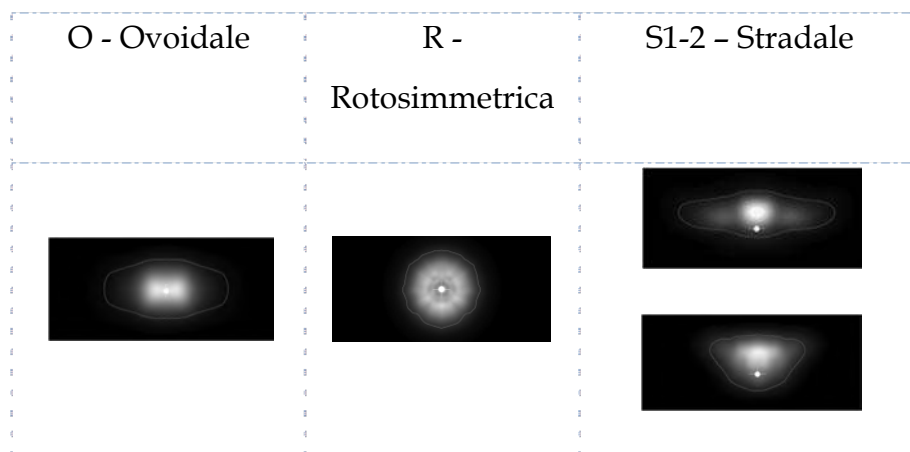 O - Ovoidale
R -
Rotosimmetrica
S1-2 – Stradale